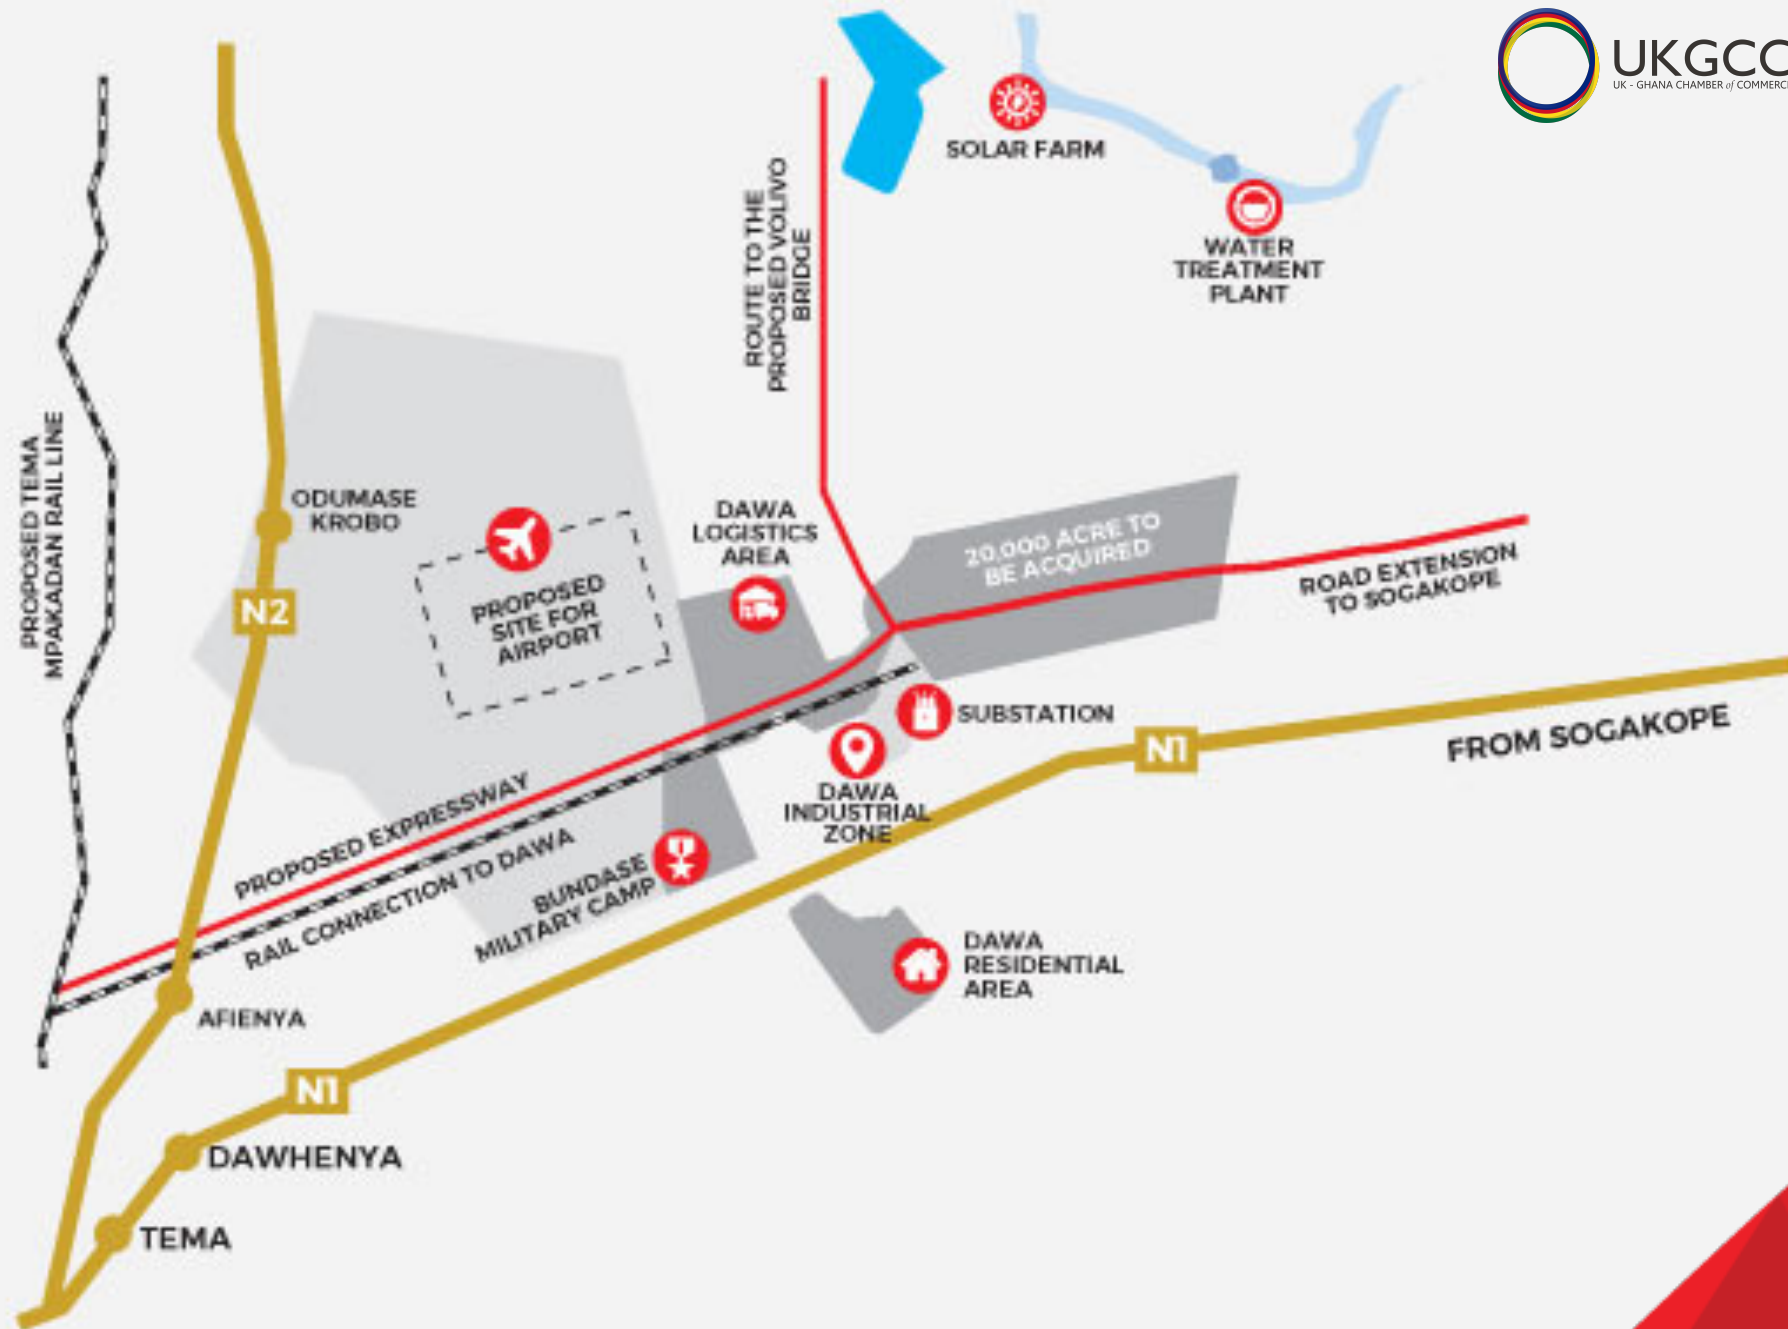 UKGCC
UK - GHANA CHAMBER of COMMERCE
SOLAR FARM
WATER
TREATMENT
PLANT
ROUTE TO THE
PROPOSED VOLIVO
BRIDGE
PROPOSED TEMA
MPAKADAN RAIL LINE
ODUMASE
KROBO
N2
PROPOSED
SITE FOR
AIRPORT
DAWA
LOGISTICS
AREA
20,000 ACRE TO
BE ACQUIRED
ROAD EXTENSION
TO SOGAKOPE
SUBSTATION
N1
FROM SOGAKOPE
DAWA
INDUSTRIAL
ZONE
PROPOSED EXPRESSWAY
RAIL CONNECTION TO DAWA
BUNDASE
MILITARY CAMP
DAWA
RESIDENTIAL
AREA
AFIENYA
N1
DAWHENYA
TEMA